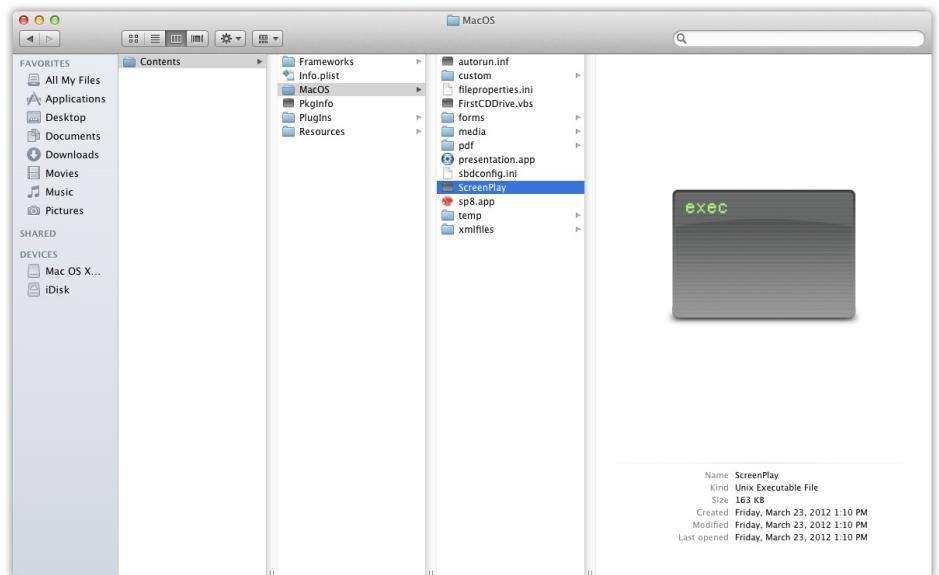 MacOS
FAVORITES
All My Files
Applications
Desktop
Documents
Downloads
Movies
Music
Pictures
SHARED
DEVICES
Mac OS X...
iDisk
Contents
Frameworks
Info.plist
MacOS
PkgInfo
PlugIns
Resources
autorun.inf
custom
fileproperties.ini
FirstCDDrive.vbs
forms
media
pdf
presentation.app
sbdconfig.ini
ScreenPlay
sp8.app
temp
xmlfiles
exec
Name ScreenPlay
Kind Unix Executable File
Size 163 KB
Created Friday, March 23, 2012 1:10 PM
Modified Friday, March 23, 2012 1:10 PM
Last opened Friday, March 23, 2012 1:10 PM